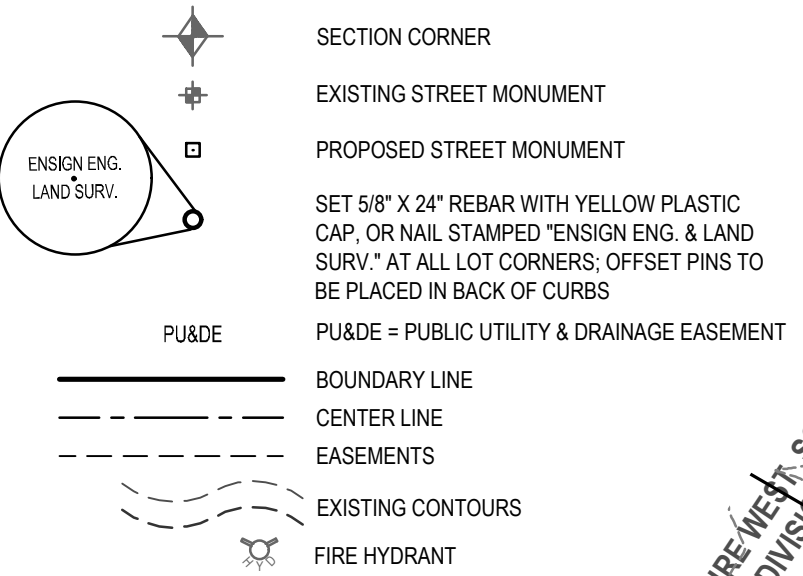 SECTION CORNER
EXISTING STREET MONUMENT
PROPOSED STREET MONUMENT
ENSIGN ENG.
LAND SURV.
SET 5/8" X 24" REBAR WITH YELLOW PLASTIC
CAP, OR NAIL STAMPED "ENSIGN ENG. & LAND
SURV." AT ALL LOT CORNERS; OFFSET PINS TO
BE PLACED IN BACK OF CURBS
PU&DE PU&DE = PUBLIC UTILITY & DRAINAGE EASEMENT
BOUNDARY LINE
CENTER LINE
EASEMENTS
EXISTING CONTOURS
HYD FIRE HYDRANT
WEST